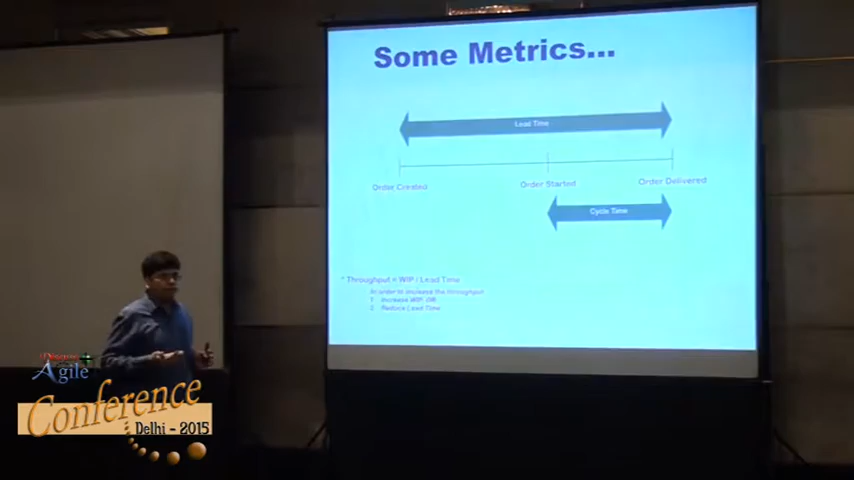 Some Metrics...
Lead Time
Order Created
Order Started
Order Delivered
Cycle Time
* Throughput = WIP / Lead Time
In order to increase the throughput
1 Increase WIP, OR
2 Reduce Lead Time
Agile
Conference
Delhi - 2015